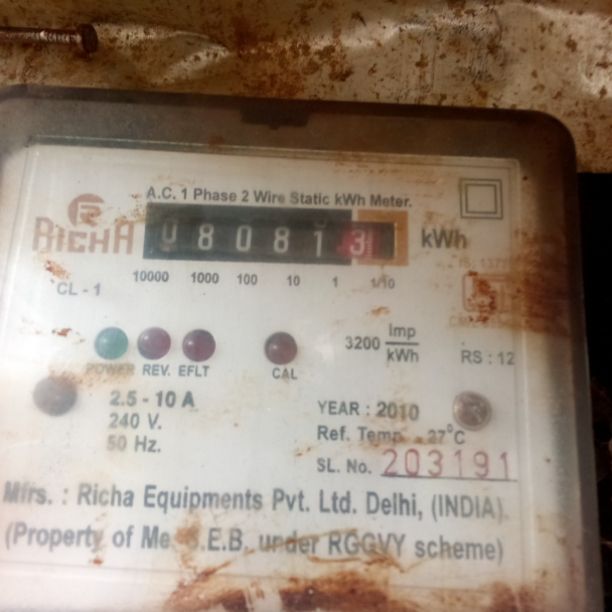 A.C. 1 Phase 2 Wire Static kWh Meter.
RICHA
080813 kWh
10000 1000 100 10 1 1/10
CL - 1
3200 Imp/kWh
POWER REV. EFLT CAL
RS : 12
2.5 - 10 A
240 V.
50 Hz.
YEAR : 2010
Ref. Temp. 27°C
SL. No. 203191
Mfrs. : Richa Equipments Pvt. Ltd. Delhi, (INDIA)
(Property of Me. S.E.B. under RGGVY scheme)